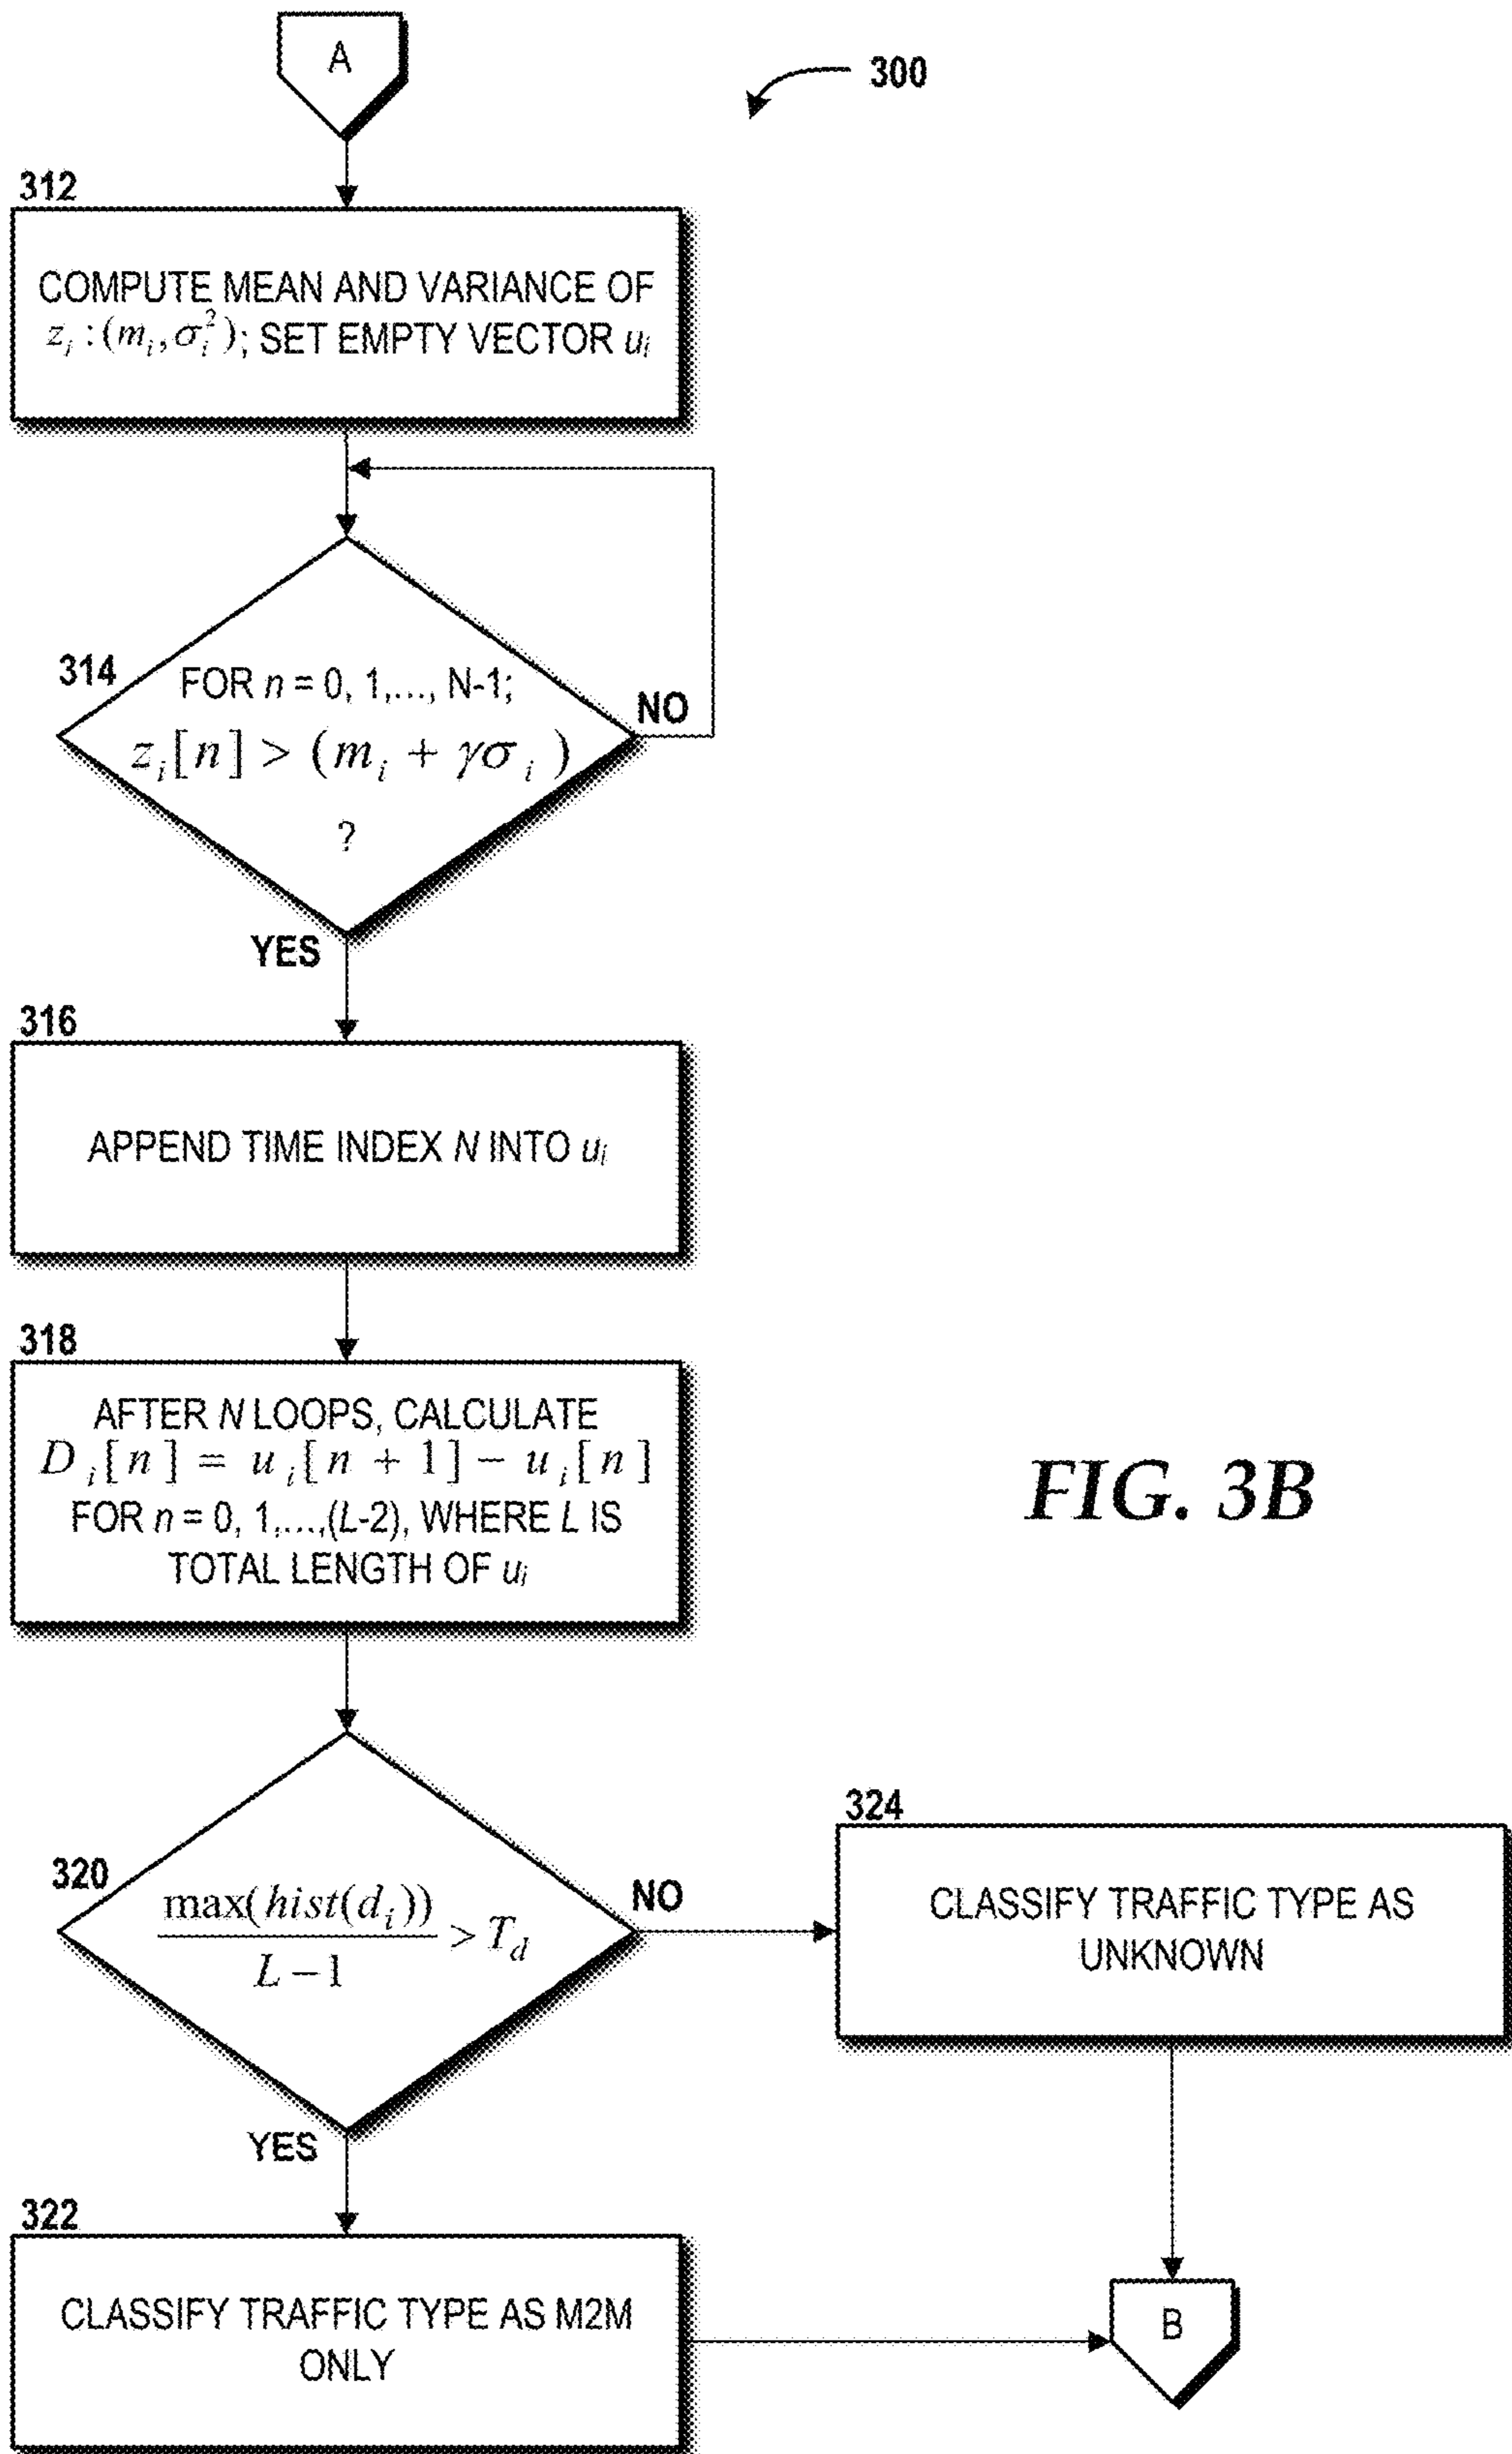 A
300
312
COMPUTE MEAN AND VARIANCE OF
z_i : (m_i, σ_i^2); SET EMPTY VECTOR u_i
314
FOR n = 0, 1,..., N-1;
z_i[n] > (m_i + γσ_i)
?
NO
YES
316
APPEND TIME INDEX N INTO u_i
318
AFTER N LOOPS, CALCULATE
D_i[n] = u_i[n + 1] - u_i[n]
FOR n = 0, 1,...,(L-2), WHERE L IS
TOTAL LENGTH OF u_i
FIG. 3B
320
max(hist(d_i))
L - 1
> T_d
NO
YES
324
CLASSIFY TRAFFIC TYPE AS
UNKNOWN
322
CLASSIFY TRAFFIC TYPE AS M2M
ONLY
B